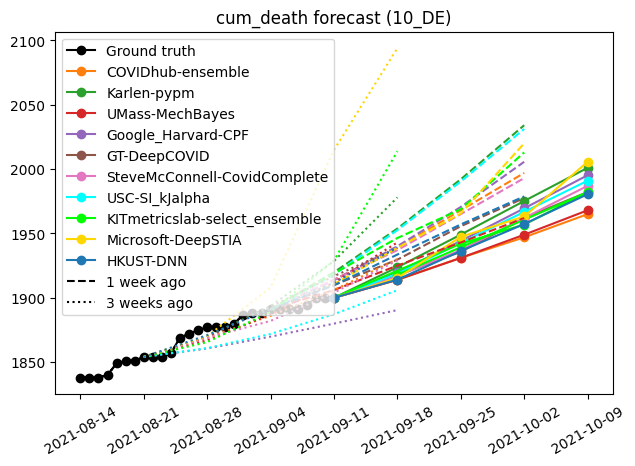 cum_death forecast (10_DE)
2100
2050
2000
1950
1900
1850
Ground truth
COVIDhub-ensemble
Karlen-pypm
UMass-MechBayes
Google_Harvard-CPF
GT-DeepCOVID
SteveMcConnell-CovidComplete
USC-SI_kJalpha
KITmetricslab-select_ensemble
Microsoft-DeepSTIA
HKUST-DNN
1 week ago
3 weeks ago
2021-08-14
2021-08-21
2021-08-28
2021-09-04
2021-09-11
2021-09-18
2021-09-25
2021-10-02
2021-10-09